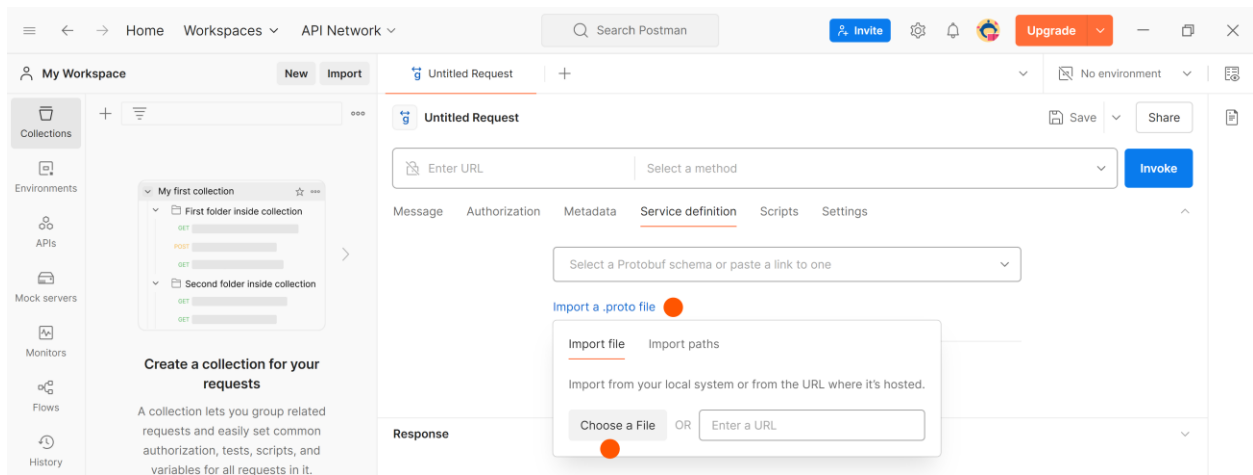 Home Workspaces API Network Search Postman Invite Upgrade
My Workspace New Import Untitled Request No environment
Collections
Untitled Request Save Share
Environments
Enter URL Select a method Invoke
My first collection
First folder inside collection
GET
POST
GET
Second folder inside collection
GET
GET
Message Authorization Metadata Service definition Scripts Settings
APIs
Select a Protobuf schema or paste a link to one
Mock servers
Import a .proto file
Import file Import paths
Monitors
Create a collection for your
requests
Import from your local system or from the URL where it's hosted.
Flows
A collection lets you group related
requests and easily set common
authorization, tests, scripts, and
variables for all requests in it.
Choose a File OR Enter a URL
Response
History